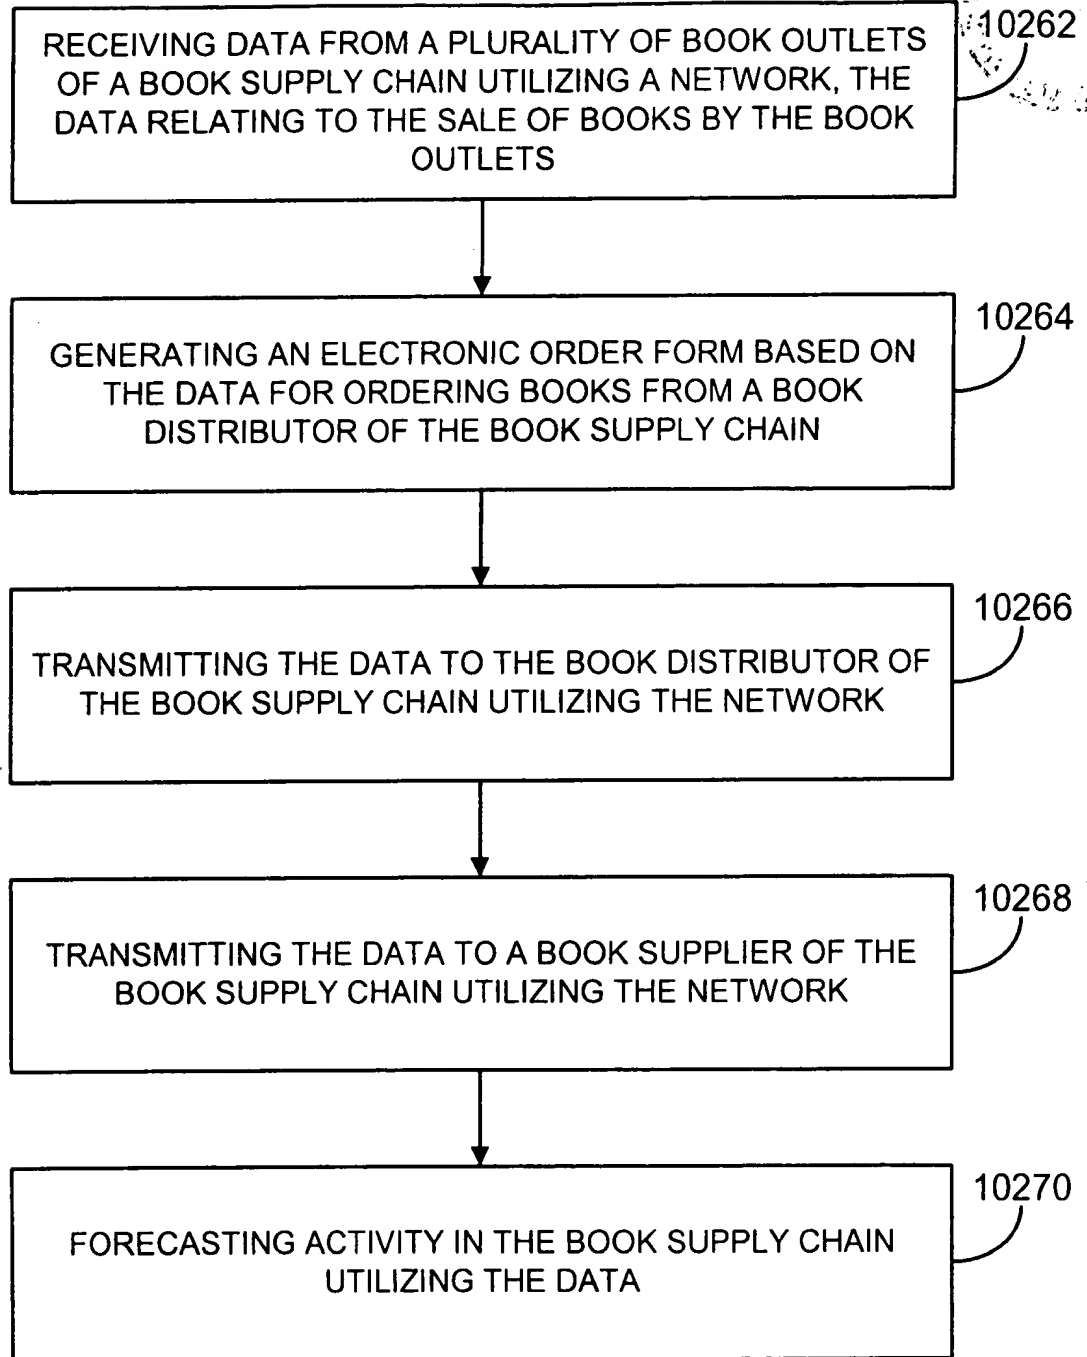 RECEIVING DATA FROM A PLURALITY OF BOOK OUTLETS
OF A BOOK SUPPLY CHAIN UTILIZING A NETWORK, THE
DATA RELATING TO THE SALE OF BOOKS BY THE BOOK
OUTLETS
10262
GENERATING AN ELECTRONIC ORDER FORM BASED ON
THE DATA FOR ORDERING BOOKS FROM A BOOK
DISTRIBUTOR OF THE BOOK SUPPLY CHAIN
10264
TRANSMITTING THE DATA TO THE BOOK DISTRIBUTOR OF
THE BOOK SUPPLY CHAIN UTILIZING THE NETWORK
10266
TRANSMITTING THE DATA TO A BOOK SUPPLIER OF THE
BOOK SUPPLY CHAIN UTILIZING THE NETWORK
10268
FORECASTING ACTIVITY IN THE BOOK SUPPLY CHAIN
UTILIZING THE DATA
10270